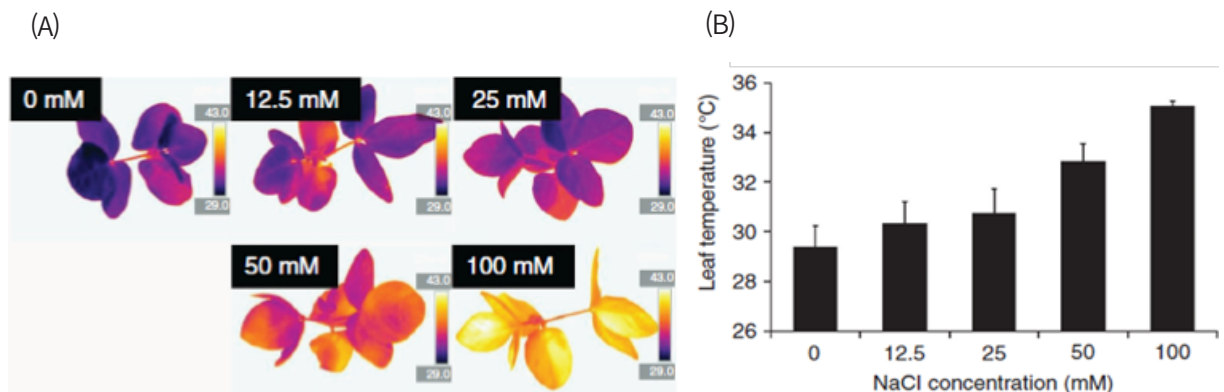 (A)
0 mM
43.0
29.0
12.5 mM
43.0
29.0
25 mM
43.0
29.0
50 mM
43.0
29.0
100 mM
43.0
29.0
(B)
Leaf temperature (°C)
36
34
32
30
28
26
0 12.5 25 50 100
NaCl concentration (mM)